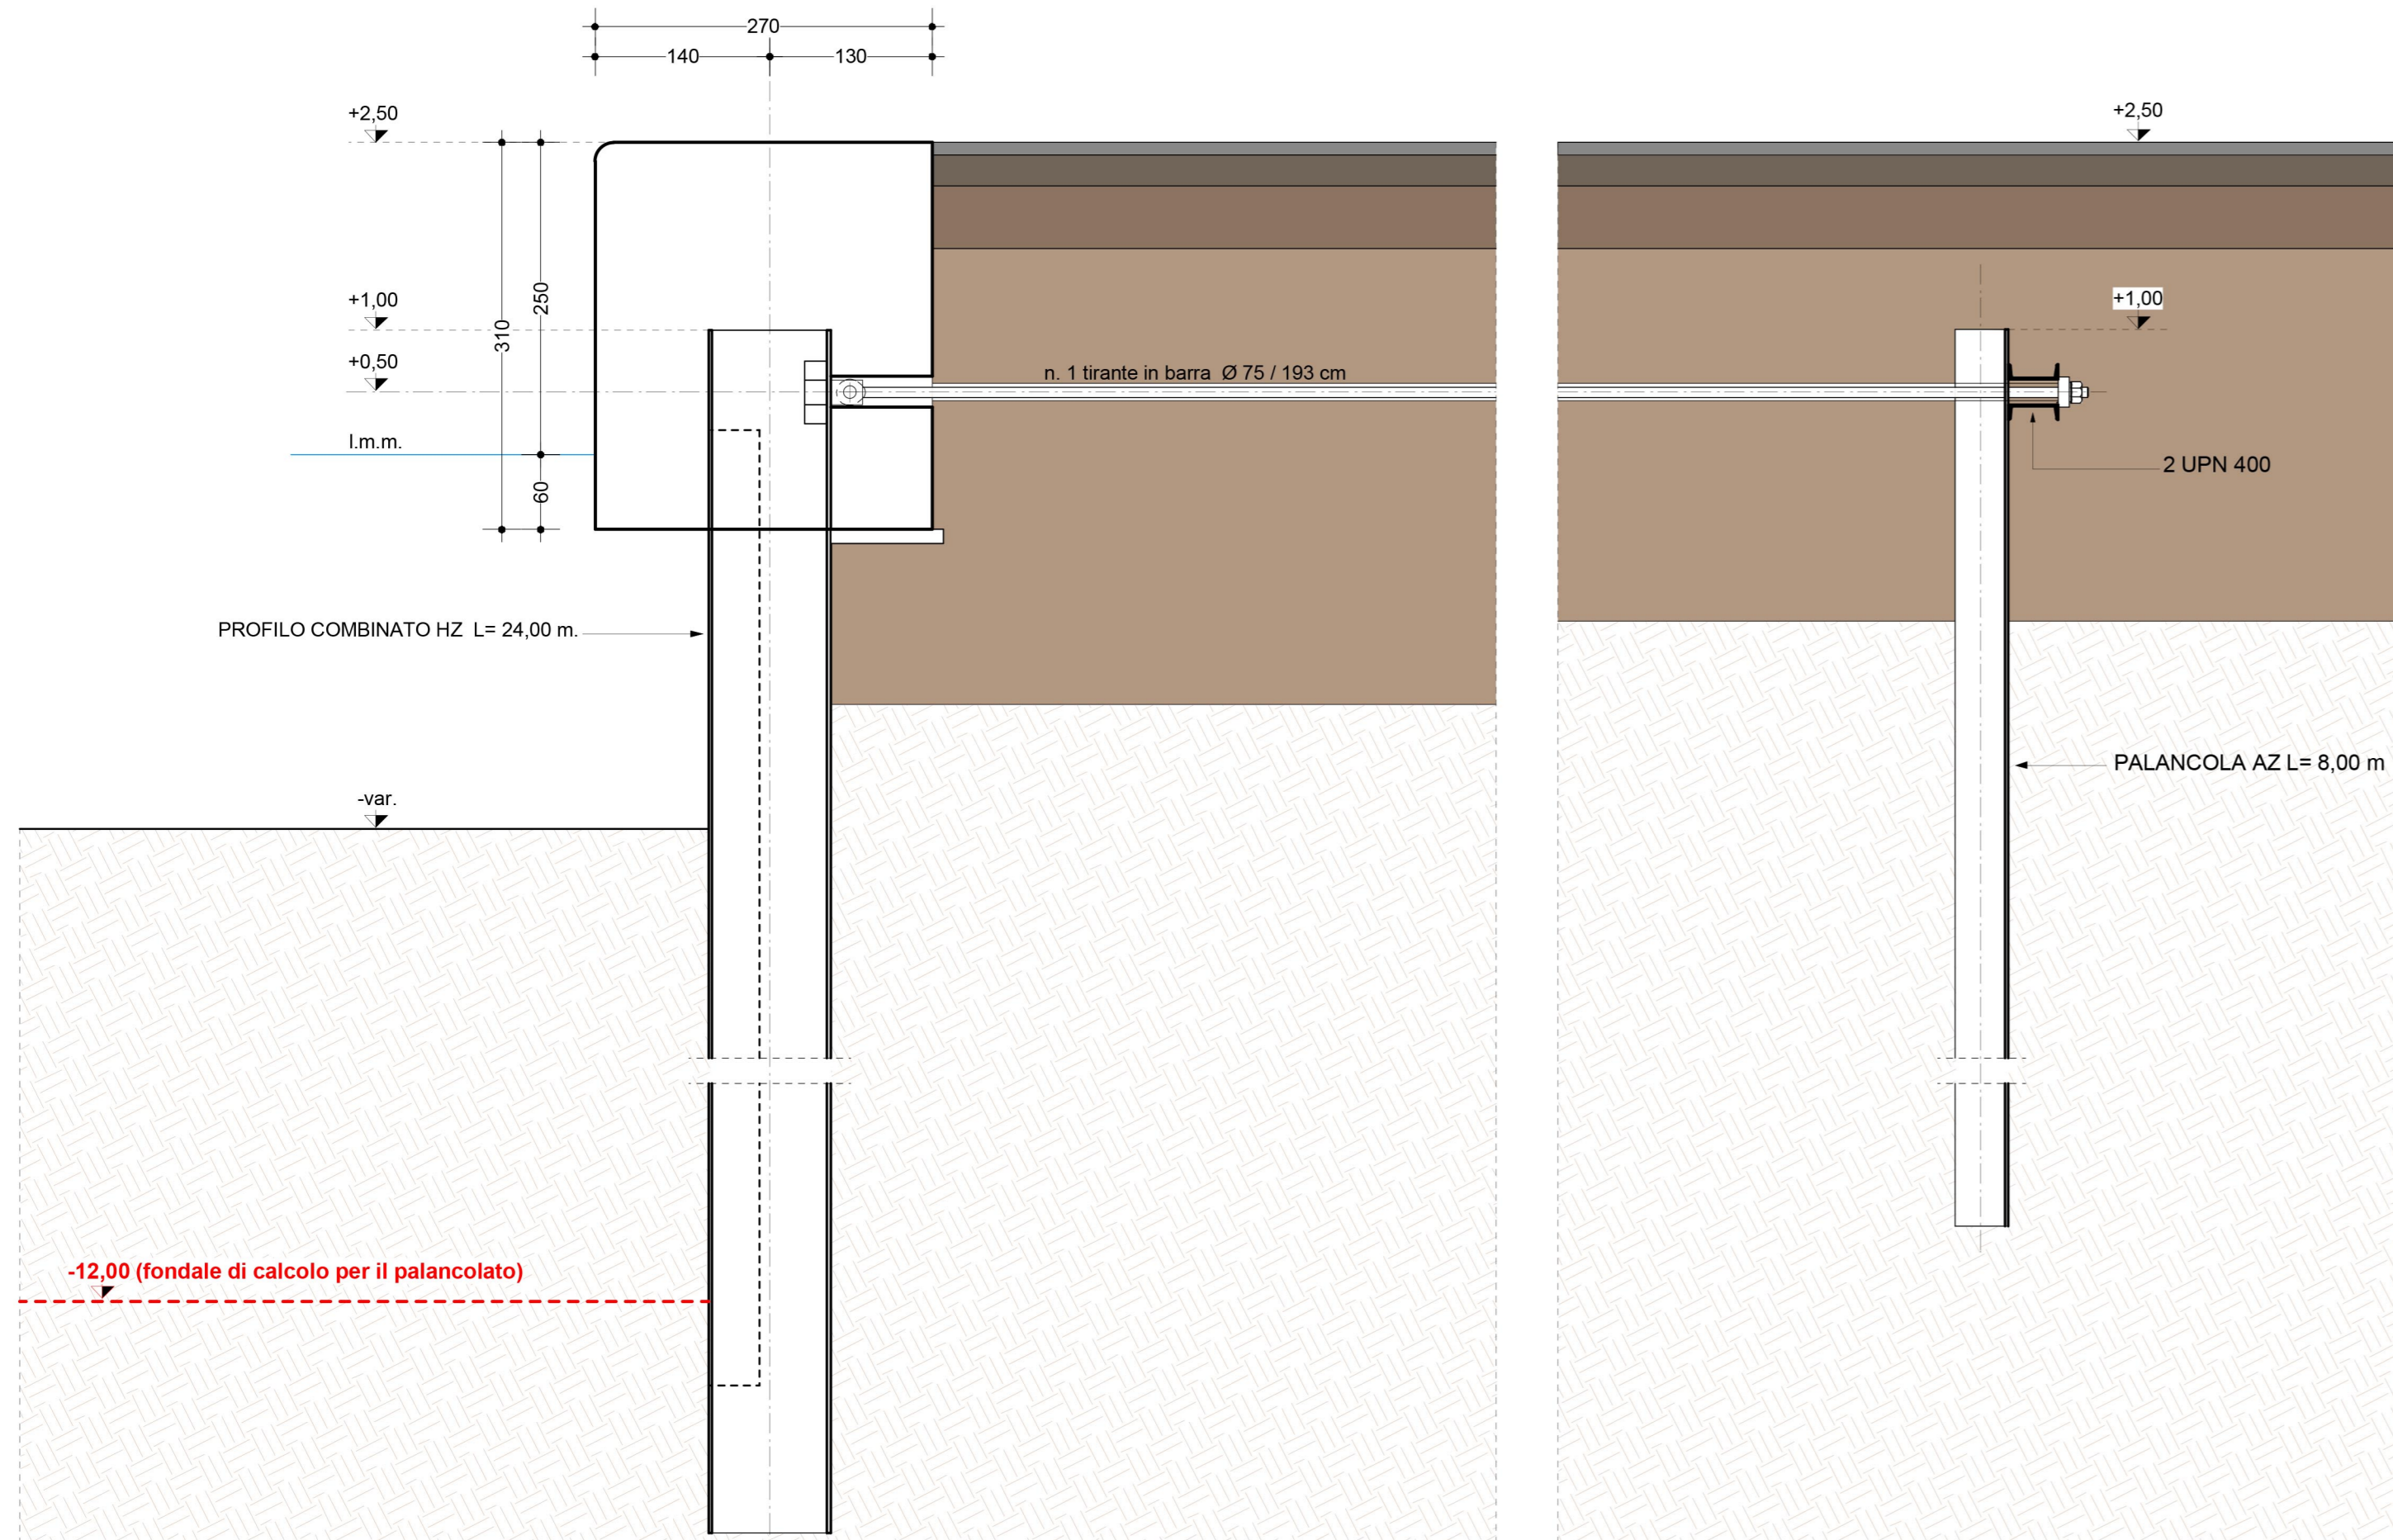 270
140
130
+2,50
+2,50
+1,00
+1,00
250
310
+0,50
n. 1 tirante in barra Ø 75 / 193 cm
l.m.m.
60
2 UPN 400
PROFILO COMBINATO HZ L= 24,00 m.
PALANCOLA AZ L= 8,00 m
-var.
-12,00 (fondale di calcolo per il palancolato)